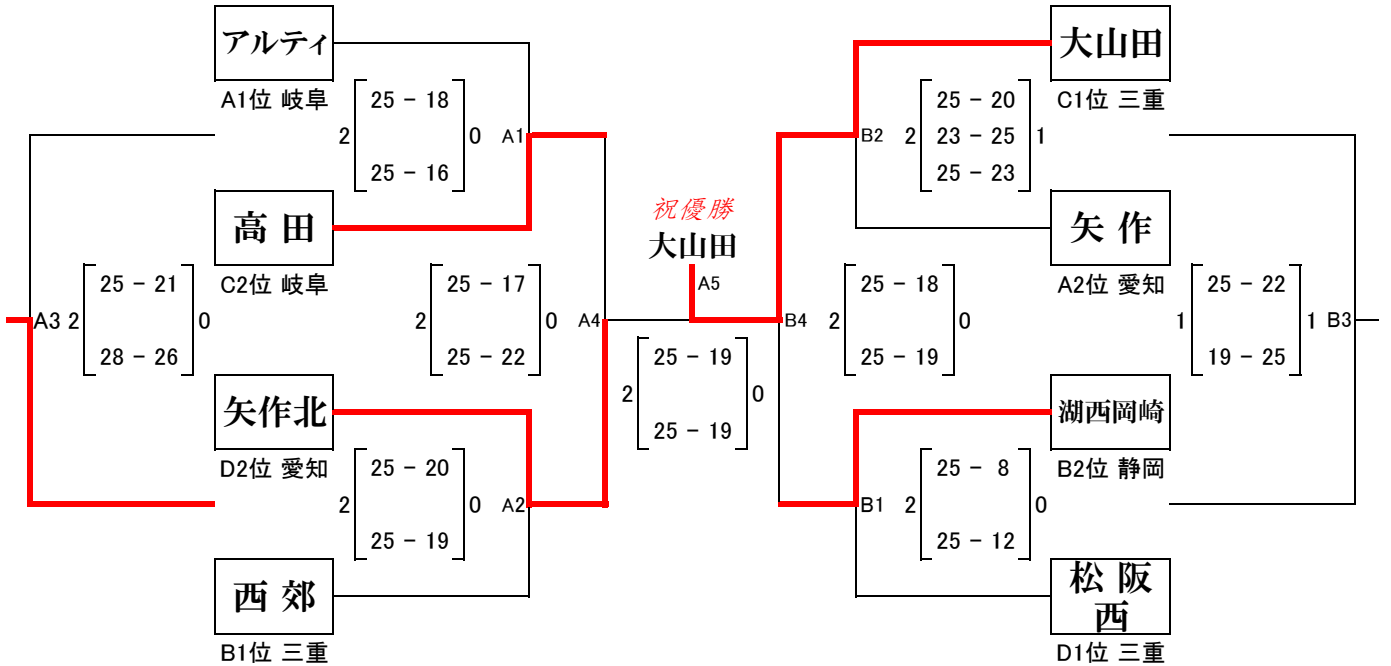 アルティ
A1位 岐阜
25 - 18
2 0 A1
25 - 16
高田
C2位 岐阜
25 - 21
A3 2 0
28 - 26
25 - 17
2 0 A4
25 - 22
矢作北
D2位 愛知
25 - 20
2 0 A2
25 - 19
西郊
B1位 三重
祝優勝
大山田
A5
25 - 19
2 0
25 - 19
大山田
C1位 三重
25 - 20
B2 2 23 - 25 1
25 - 23
矢作
A2位 愛知
25 - 18
B4 2 0
25 - 19
25 - 22
1 1 B3
19 - 25
湖西岡崎
B2位 静岡
25 - 8
B1 2 0
25 - 12
松阪
西
D1位 三重